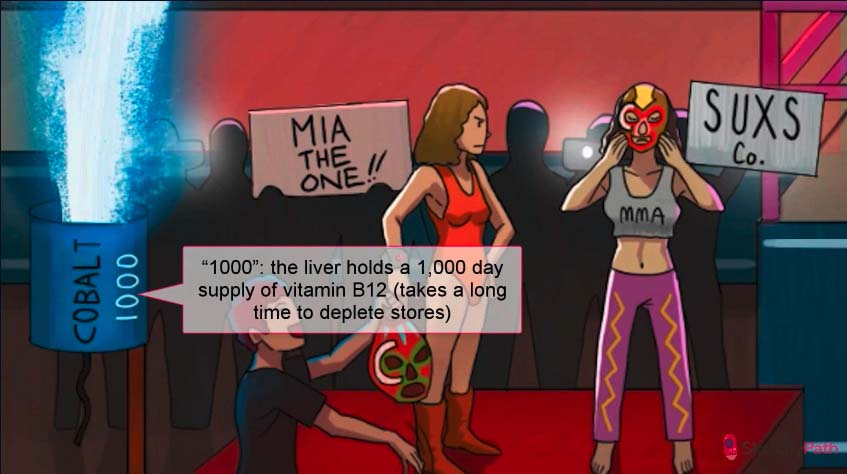 MIA
THE
ONE!!
SUXS
Co.
MMA
COBALT
1000
“1000”: the liver holds a 1,000 day
supply of vitamin B12 (takes a long
time to deplete stores)
C
C